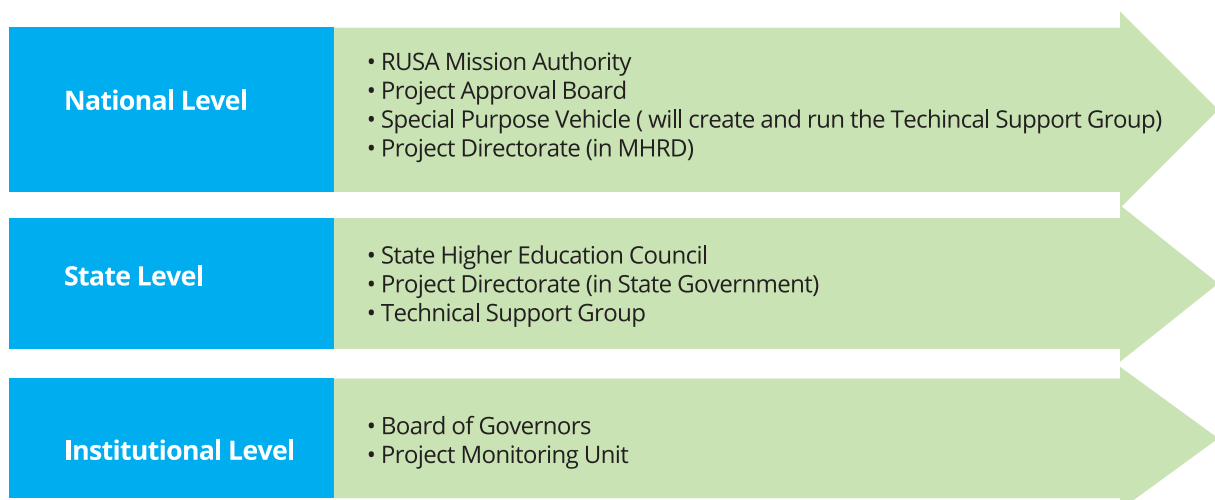 National Level
• RUSA Mission Authority
• Project Approval Board
• Special Purpose Vehicle ( will create and run the Techincal Support Group)
• Project Directorate (in MHRD)
State Level
• State Higher Education Council
• Project Directorate (in State Government)
• Technical Support Group
Institutional Level
• Board of Governors
• Project Monitoring Unit